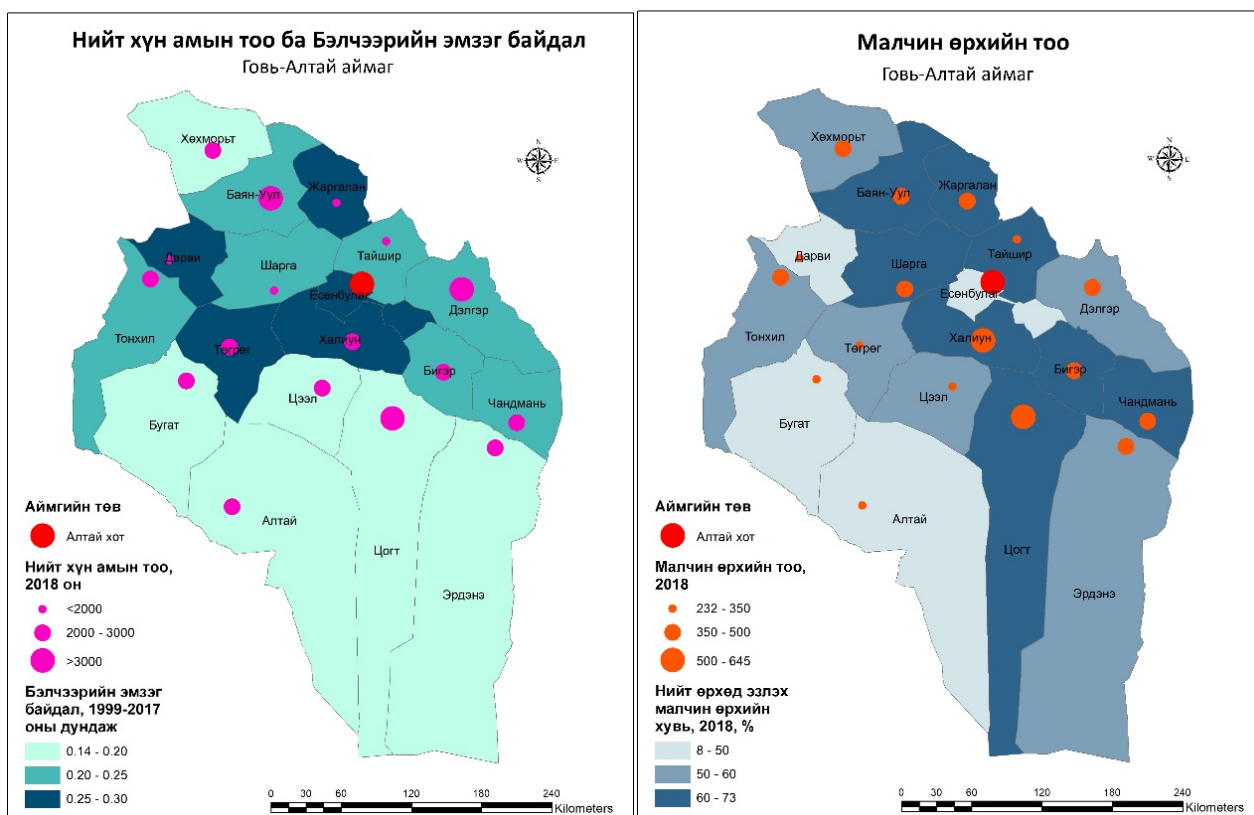 Нийт хүн амын тоо ба Бэлчээрийн эмзэг байдал
Говь-Алтай аймаг
N
W E
S
Хөхморьт
Баян-Уул
Жаргалан
Дарви
Шарга
Тайшир
Есөнбулаг
Дэлгэр
Тонхил
Төгрөг
Халиун
Бигэр
Цээл
Чандмань
Бугат
Алтай
Цогт
Эрдэнэ
Аймгийн төв
Алтай хот
Нийт хүн амын тоо,
2018 он
<2000
2000 - 3000
>3000
Бэлчээрийн эмзэг
байдал, 1999-2017
оны дундаж
0.14 - 0.20
0.20 - 0.25
0.25 - 0.30
0 30 60 120 180 240
Kilometers
Малчин өрхийн тоо
Говь-Алтай аймаг
N
W E
S
Хөхморьт
Баян-Уул
Жаргалан
Дарви
Шарга
Тайшир
Есөнбулаг
Дэлгэр
Тонхил
Төгрөг
Халиун
Бигэр
Цээл
Чандмань
Бугат
Алтай
Цогт
Эрдэнэ
Аймгийн төв
Алтай хот
Малчин өрхийн тоо,
2018
232 - 350
350 - 500
500 - 645
Нийт өрхөд эзлэх
малчин өрхийн
хувь, 2018, %
8 - 50
50 - 60
60 - 73
0 30 60 120 180 240
Kilometers